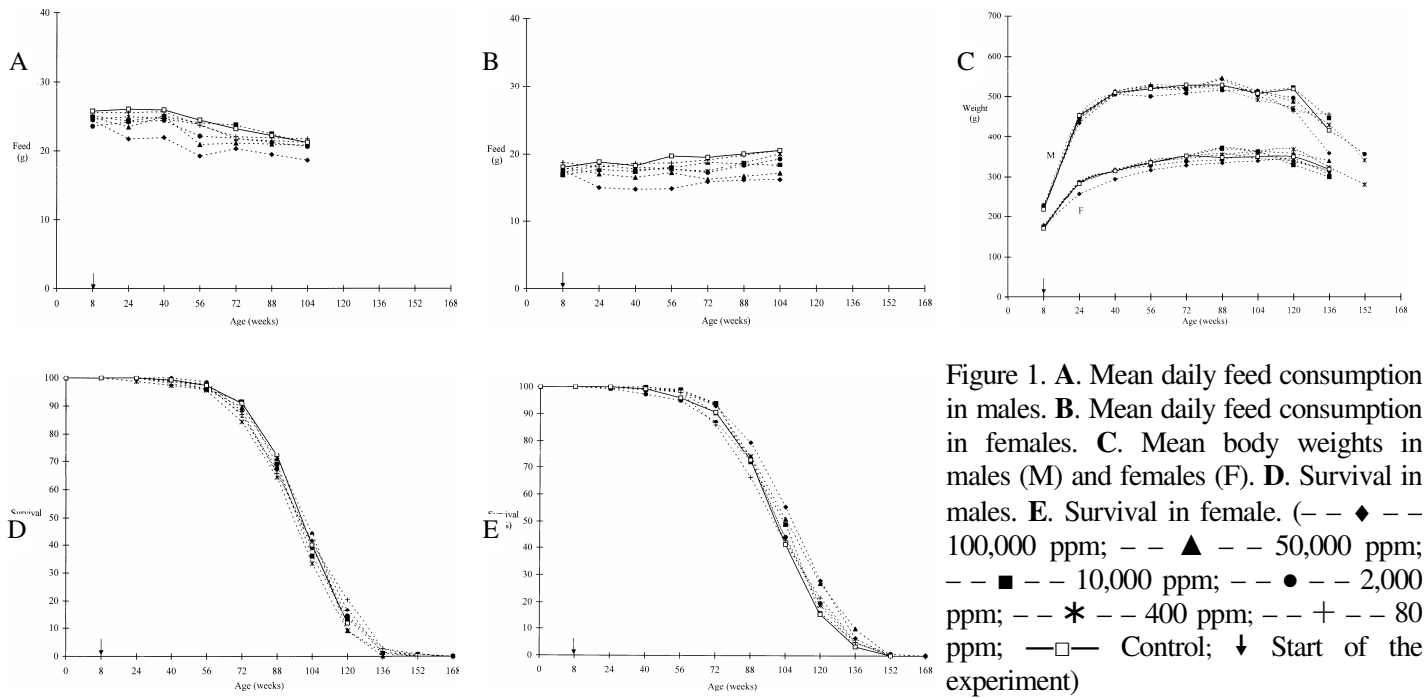 A
40
30
Feed
(g)
20
10
0
0 8 24 40 56 72 88 104 120 136 152 168
Age (weeks)
B
40
30
Feed
(g)
20
10
0
0 8 24 40 56 72 88 104 120 136 152 168
Age (weeks)
C
700
600
500
Weight
(g)
400
300
200
100
0
M
F
0 8 24 40 56 72 88 104 120 136 152 168
Age (weeks)
D
100
90
80
70
60
50
40
30
20
10
0
0 8 24 40 56 72 88 104 120 136 152 168
Age (weeks)
E
100
90
80
70
60
50
40
30
20
10
0
0 8 24 40 56 72 88 104 120 136 152 168
Age (weeks)
Figure 1. A. Mean daily feed consumption
in males. B. Mean daily feed consumption
in females. C. Mean body weights in
males (M) and females (F). D. Survival in
males. E. Survival in female. (– – ♦ – –
100,000 ppm; – – ▲ – – 50,000 ppm;
– – ■ – – 10,000 ppm; – – ● – – 2,000
ppm; – – ∗ – – 400 ppm; – – + – – 80
ppm; —□— Control; ↓ Start of the
experiment)